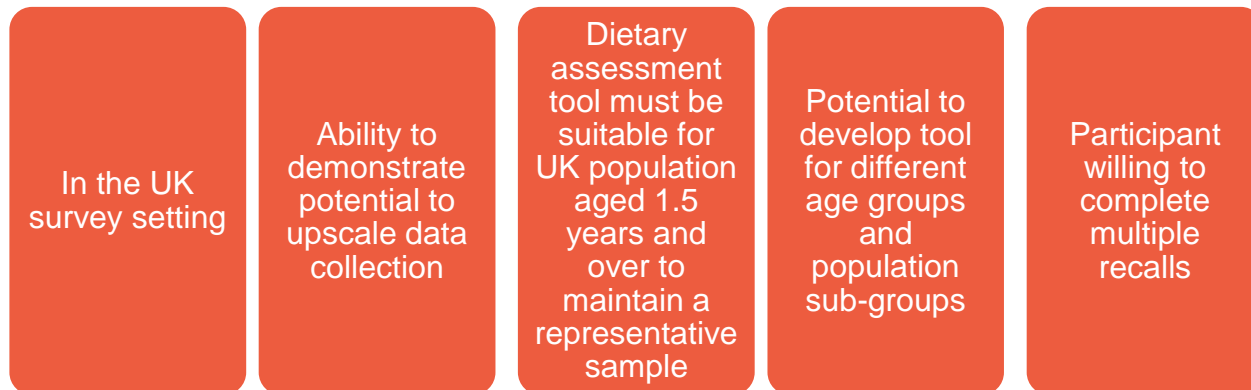 In the UK
survey setting
Ability to
demonstrate
potential to
upscale data
collection
Dietary
assessment
tool must be
suitable for
UK population
aged 1.5
years and
over to
maintain a
representative
sample
Potential to
develop tool
for different
age groups
and
population
sub-groups
Participant
willing to
complete
multiple
recalls